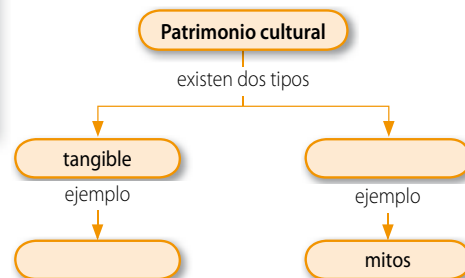 Patrimonio cultural
existen dos tipos
tangible
ejemplo
ejemplo
mitos